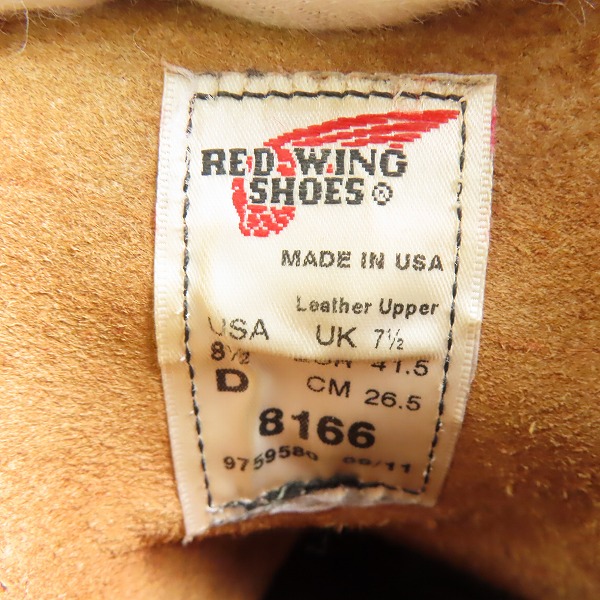 RED WING
SHOES ®
MADE IN USA
Leather Upper
USA UK 7½
8½ 41.5
D CM 26.5
8166
9759580 09/11